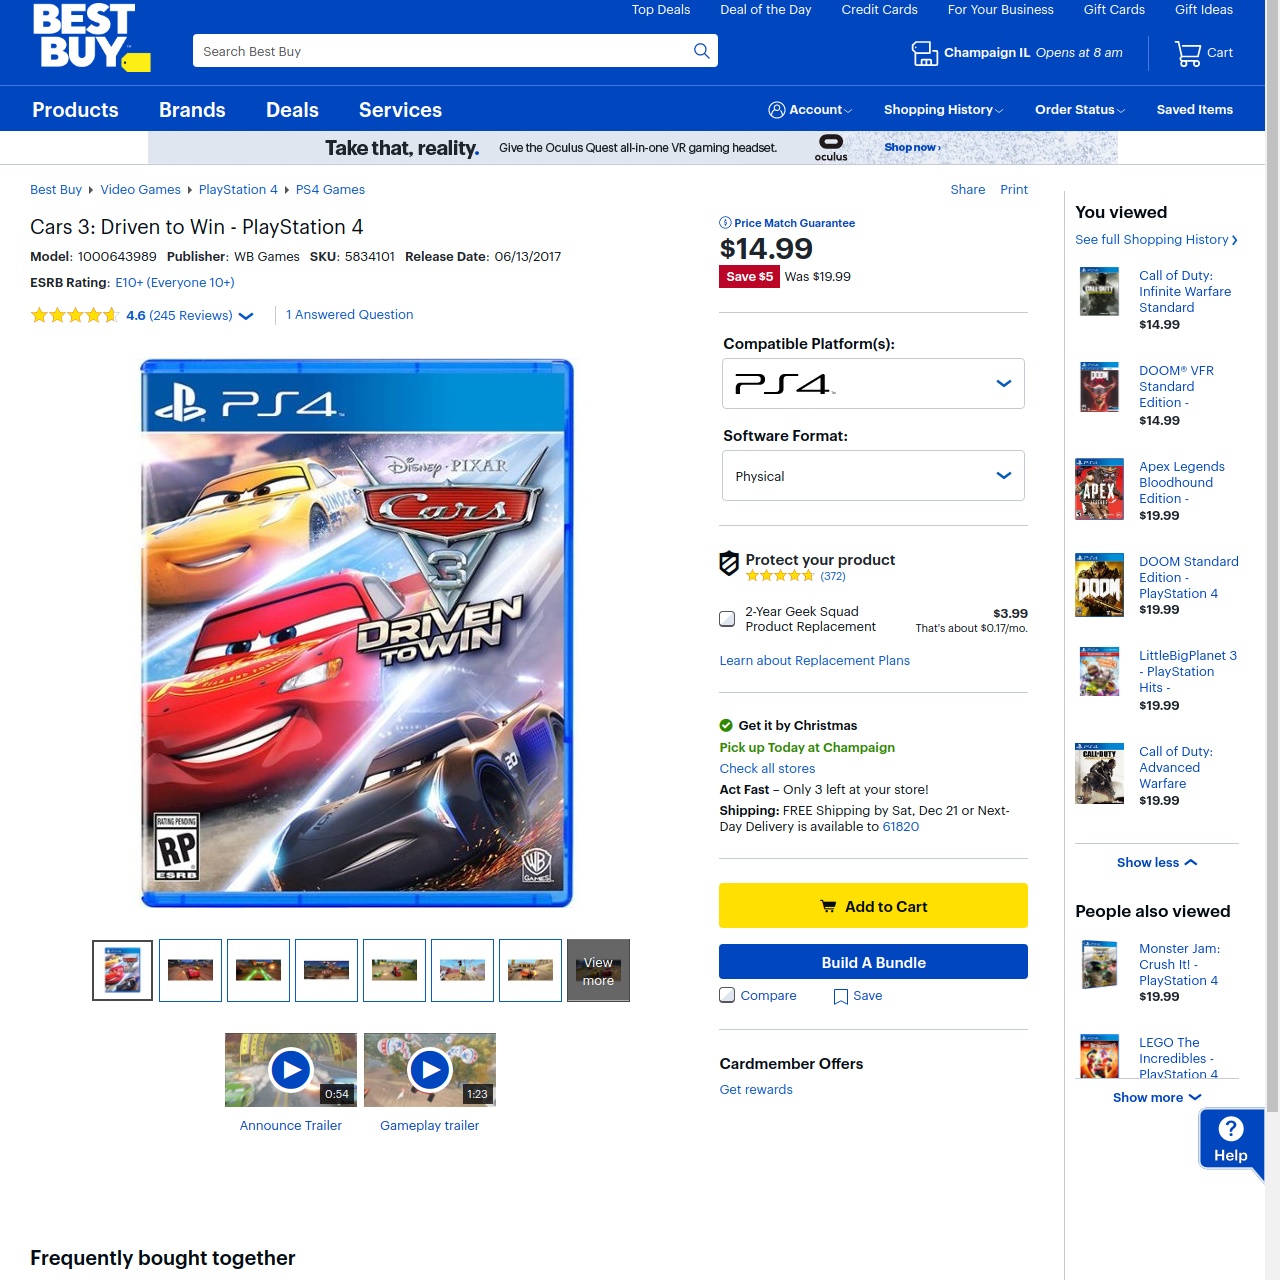 BEST
BUY
Top Deals
Deal of the Day
Credit Cards
For Your Business
Gift Cards
Gift Ideas
Search Best Buy
Champaign IL Opens at 8 am
Cart
Products
Brands
Deals
Services
Account
Shopping History
Order Status
Saved Items
Take that, reality.
Give the Oculus Quest all-in-one VR gaming headset.
oculus
Shop now ›
Best Buy
Video Games
PlayStation 4
PS4 Games
Share
Print
Cars 3: Driven to Win - PlayStation 4
Model: 1000643989 Publisher: WB Games SKU: 5834101 Release Date: 06/13/2017
ESRB Rating: E10+ (Everyone 10+)
4.6 (245 Reviews)
1 Answered Question
PS4
Disney·PIXAR
Cars
3
DRIVEN
TO WIN
DINOCO
20
RATING PENDING
RP
ESRB
WB
GAMES
View
more
0:54
1:23
Announce Trailer
Gameplay trailer
Frequently bought together
Price Match Guarantee
$14.99
Save $5 Was $19.99
Compatible Platform(s):
PS4
Software Format:
Physical
Protect your product
(372)
2-Year Geek Squad
Product Replacement
$3.99
That's about $0.17/mo.
Learn about Replacement Plans
Get it by Christmas
Pick up Today at Champaign
Check all stores
Act Fast – Only 3 left at your store!
Shipping: FREE Shipping by Sat, Dec 21 or Next-
Day Delivery is available to 61820
Add to Cart
Build A Bundle
Compare
Save
Cardmember Offers
Get rewards
You viewed
See full Shopping History
Call of Duty:
Infinite Warfare
Standard
$14.99
DOOM® VFR
Standard
Edition -
$14.99
APEX
Apex Legends
Bloodhound
Edition -
$19.99
DOOM
DOOM Standard
Edition -
PlayStation 4
$19.99
LittleBigPlanet 3
- PlayStation
Hits -
$19.99
CALL·DUTY
Call of Duty:
Advanced
Warfare
$19.99
Show less
People also viewed
Monster Jam:
Crush It! -
PlayStation 4
$19.99
LEGO The
Incredibles -
PlayStation 4
Show more
?
Help